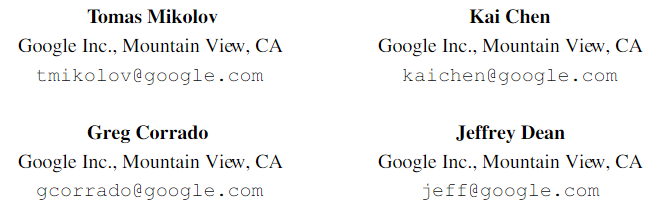 Tomas Mikolov
Google Inc., Mountain View, CA
tmikolov@google.com
Kai Chen
Google Inc., Mountain View, CA
kaichen@google.com
Greg Corrado
Google Inc., Mountain View, CA
gcorrado@google.com
Jeffrey Dean
Google Inc., Mountain View, CA
jeff@google.com